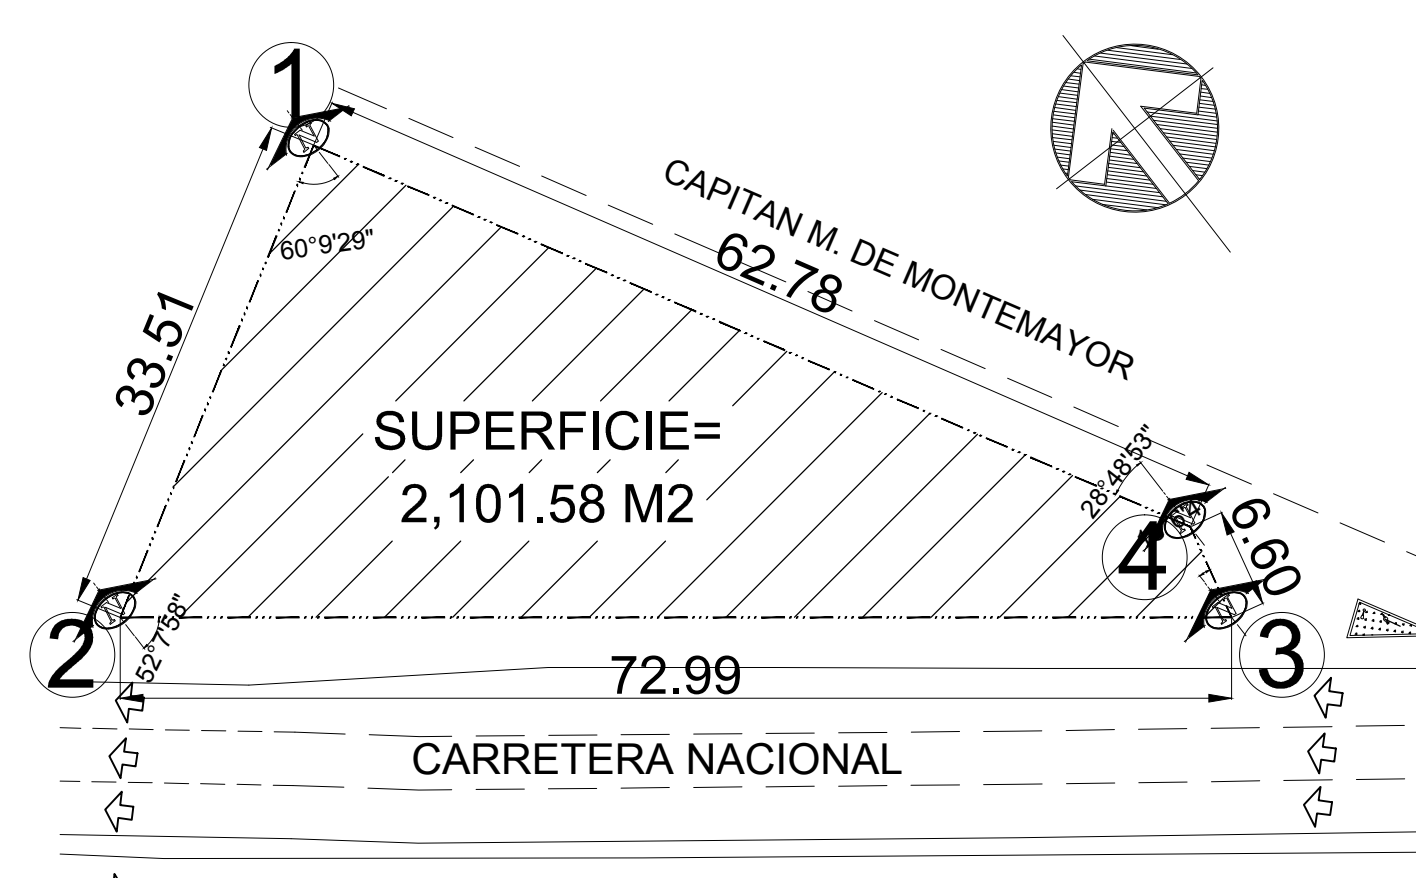 1
CAPITAN M. DE MONTEMAYOR
62.78
60°9'29"
33.51
SUPERFICIE=
2,101.58 M2
28°48'53"
4
6.60
2
52°7'58"
3
72.99
CARRETERA NACIONAL